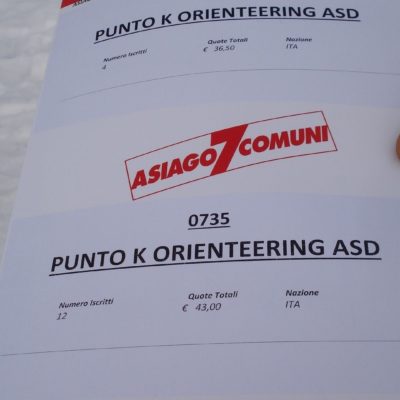 PUNTO K ORIENTEERING ASD
Numero Iscritti Quote Totali Nazione
4 € 36,50 ITA
ASIAGO 7 COMUNI
0735
PUNTO K ORIENTEERING ASD
Numero Iscritti Quote Totali Nazione
12 € 43,00 ITA